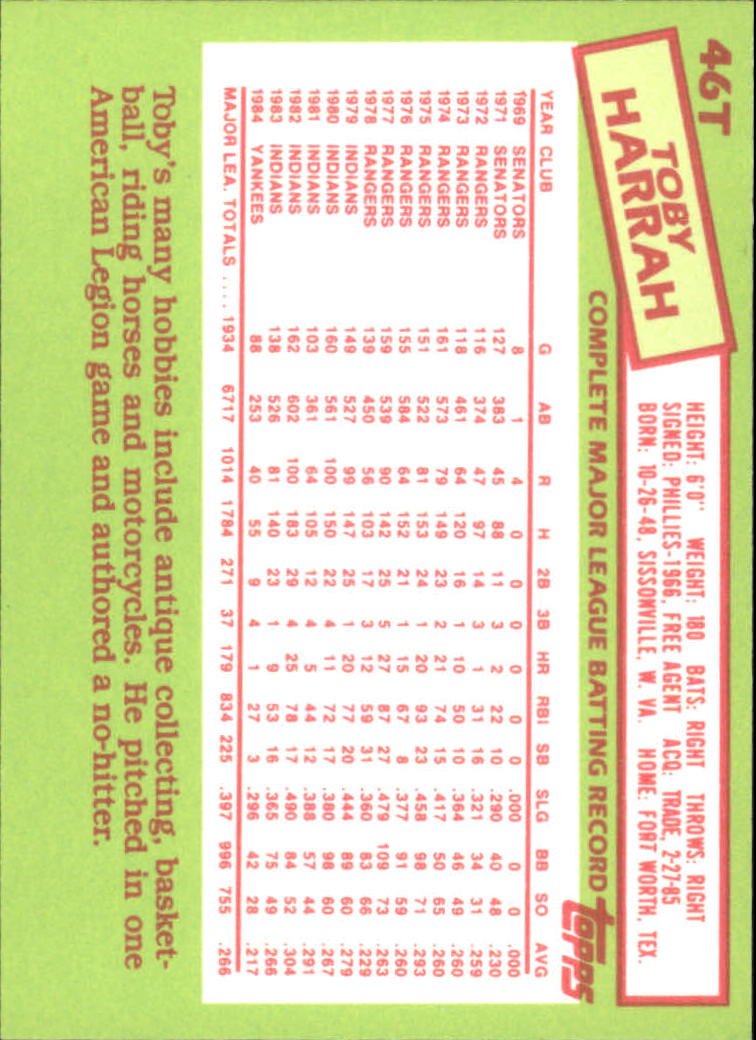 46T
TOBY
HARRAH
HEIGHT: 6'0" WEIGHT: 180 BATS: RIGHT THROWS: RIGHT
SIGNED: PHILLIES-1966, FREE AGENT ACQ: TRADE, 2-27-85
BORN: 10-26-48, SISSONVILLE, W. VA. HOME: FORT WORTH, TEX.
COMPLETE MAJOR LEAGUE BATTING RECORD
topps
YEAR CLUB G AB R H 2B 3B HR RBI SB SLG BB SO AVG
1969 SENATORS 8 1 4 0 0 0 0 0 0 .000 0 0 .000
1971 SENATORS 127 383 45 88 11 3 2 22 10 .290 40 48 .230
1972 RANGERS 116 374 47 97 14 3 1 31 16 .321 34 31 .259
1973 RANGERS 118 461 64 120 16 1 10 50 10 .364 46 49 .260
1974 RANGERS 161 573 79 149 23 2 21 74 15 .417 50 65 .260
1975 RANGERS 151 522 81 153 24 1 20 93 23 .458 98 71 .293
1976 RANGERS 155 584 64 152 21 1 15 67 8 .377 91 59 .260
1977 RANGERS 159 539 90 142 25 5 27 87 27 .479 109 73 .263
1978 RANGERS 139 450 56 103 17 3 12 59 31 .360 83 66 .229
1979 INDIANS 149 527 99 147 25 1 20 77 20 .444 89 60 .279
1980 INDIANS 160 561 100 150 22 4 11 72 17 .380 98 60 .267
1981 INDIANS 103 361 64 105 12 4 5 44 12 .388 57 44 .291
1982 INDIANS 162 602 100 183 29 4 25 78 17 .490 84 52 .304
1983 INDIANS 138 526 81 140 23 1 9 53 16 .365 75 49 .266
1984 YANKEES 88 253 40 55 9 4 1 27 3 .296 42 28 .217
MAJOR LEA. TOTALS .... 1934 6717 1014 1784 271 37 179 834 225 .397 996 755 .266
Toby's many hobbies include antique collecting, basket-
ball, riding horses and motorcycles. He pitched in one
American Legion game and authored a no-hitter.